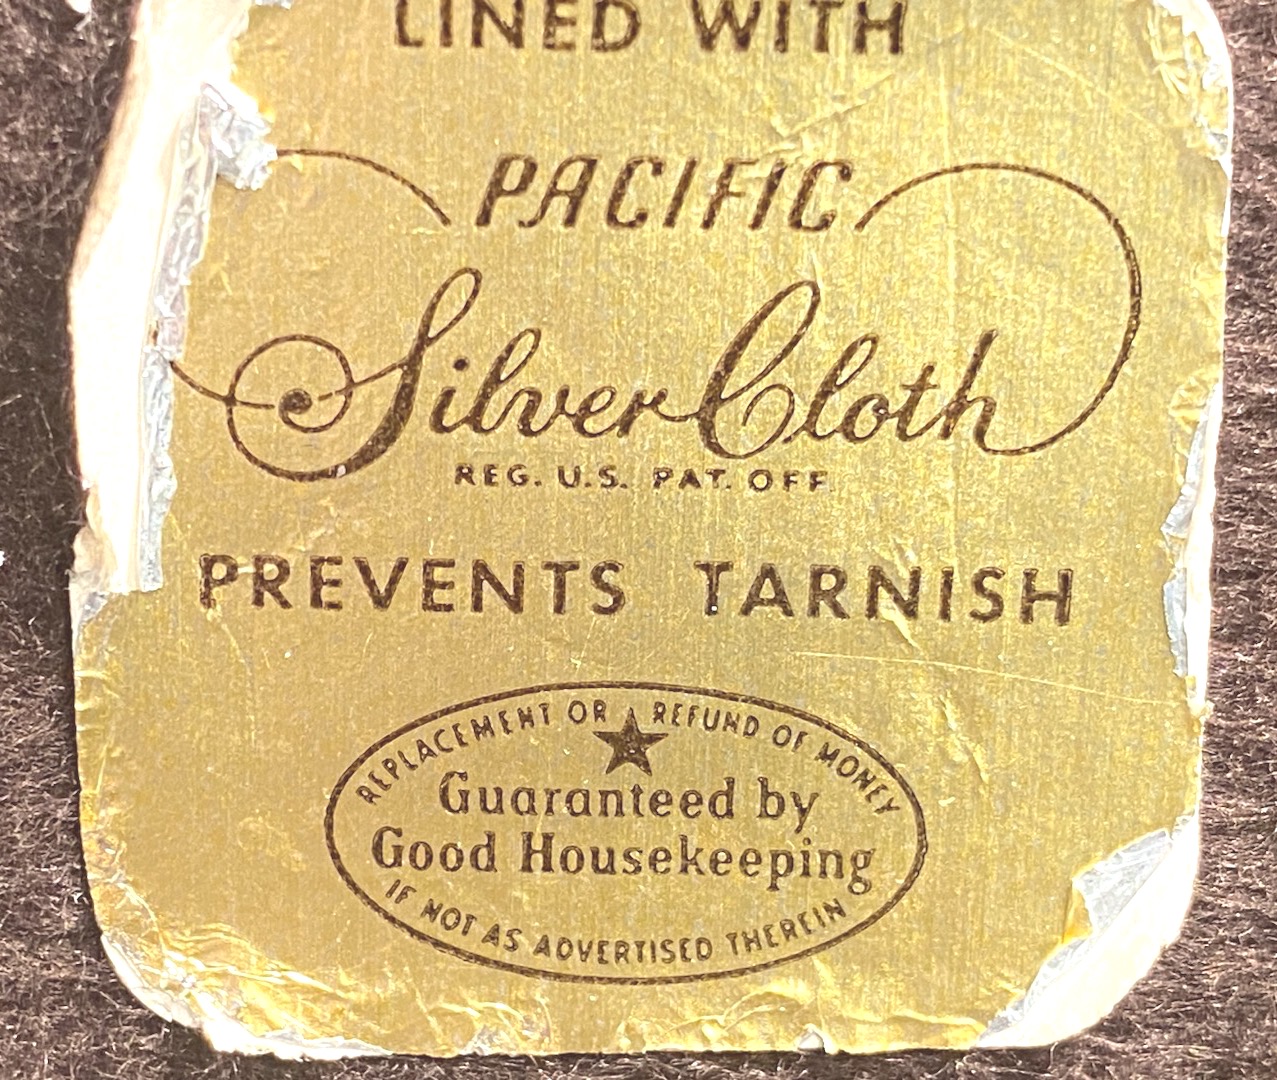 LINED WITH
PACIFIC
Silver Cloth
REG. U.S. PAT. OFF.
PREVENTS TARNISH
REPLACEMENT OR REFUND OF MONEY
Guaranteed by
Good Housekeeping
IF NOT AS ADVERTISED THEREIN